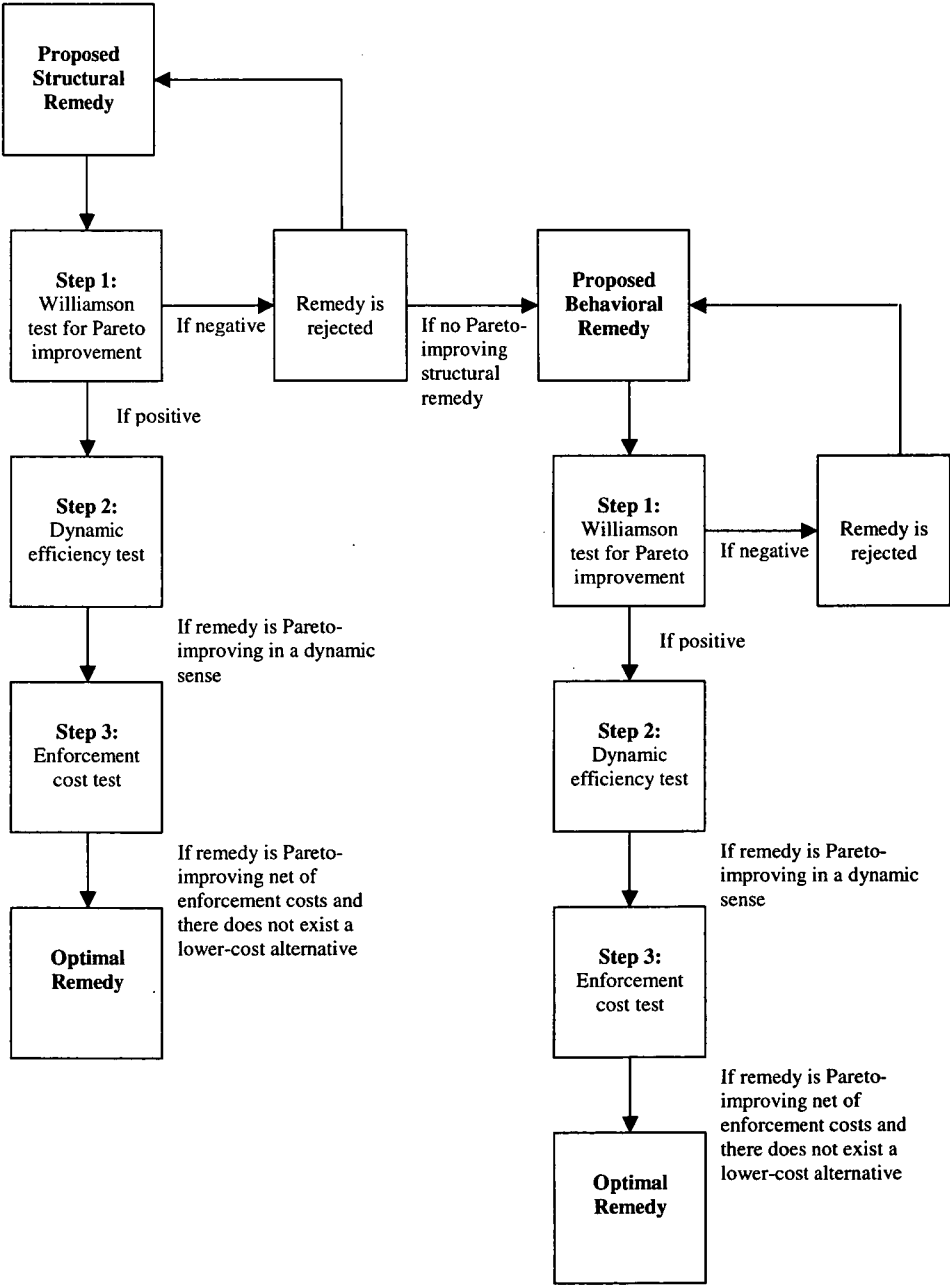 Proposed
Structural
Remedy
Step 1:
Williamson
test for Pareto
improvement
If negative
Remedy is
rejected
If no Pareto-
improving
structural
remedy
Proposed
Behavioral
Remedy
If positive
Step 2:
Dynamic
efficiency test
If remedy is Pareto-
improving in a dynamic
sense
Step 3:
Enforcement
cost test
If remedy is Pareto-
improving net of
enforcement costs and
there does not exist a
lower-cost alternative
Optimal
Remedy
Step 1:
Williamson
test for Pareto
improvement
If negative
Remedy is
rejected
If positive
Step 2:
Dynamic
efficiency test
If remedy is Pareto-
improving in a dynamic
sense
Step 3:
Enforcement
cost test
If remedy is Pareto-
improving net of
enforcement costs and
there does not exist a
lower-cost alternative
Optimal
Remedy